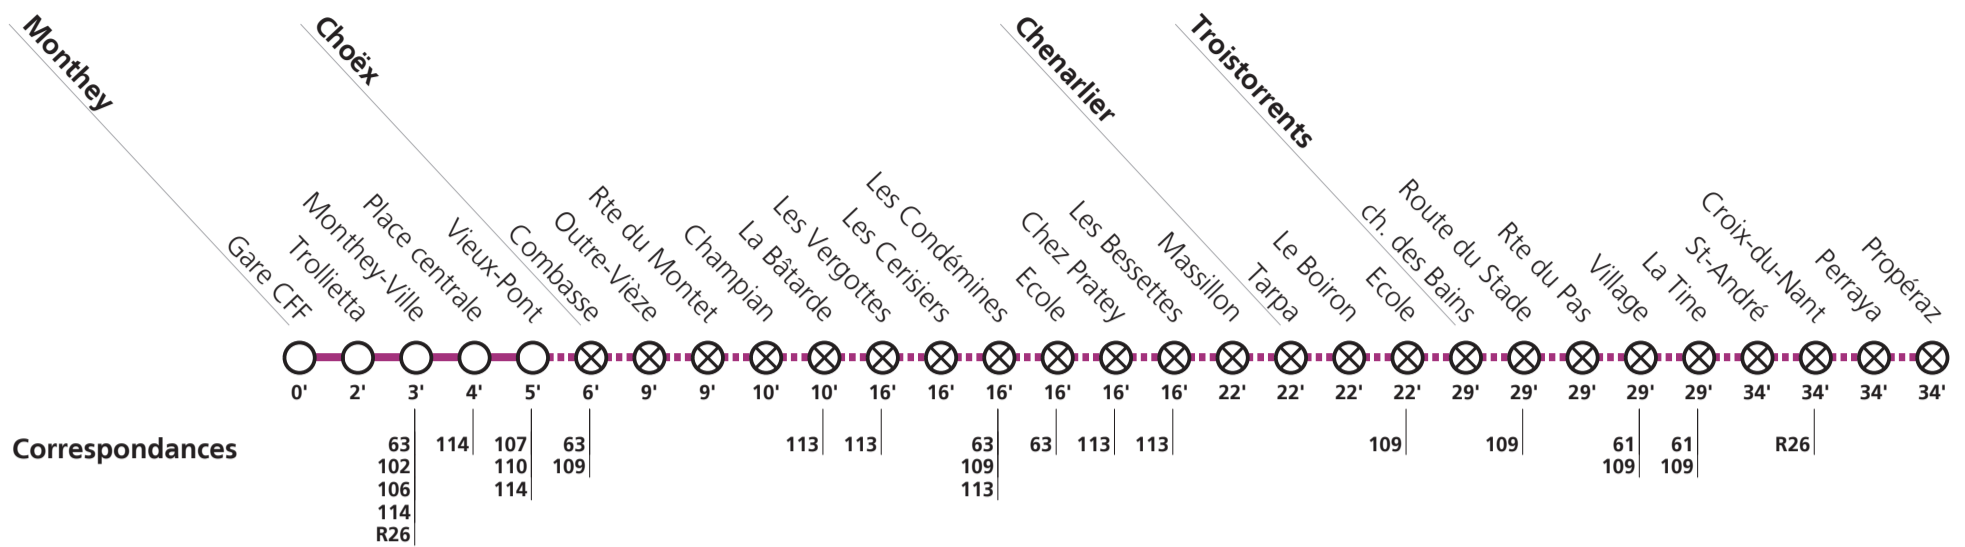 Monthey
Choëx
Chenarlier
Troistorrents
Gare CFF
Trollietta
Monthey-Ville
Place centrale
Vieux-Pont
Combasse
Outre-Vièze
Rte du Montet
Champian
La Bâtarde
Les Vergottes
Les Cerisiers
Les Condémines
Ecole
Chez Pratey
Les Bessettes
Massillon
Tarpa
Le Boiron
Ecole
ch. des Bains
Route du Stade
Rte du Pas
Village
La Tine
St-André
Croix-du-Nant
Perraya
Propéraz
0' 2' 3' 4' 5' 6' 9' 9' 10' 10' 16' 16' 16' 16' 16' 16' 22' 22' 22' 22' 29' 29' 29' 29' 29' 34' 34' 34' 34'
Correspondances
63 114 107 63 113 113 63 63 113 113 109 109 61 61 R26
102 110 109 109 109 109
106 114 113
114
R26